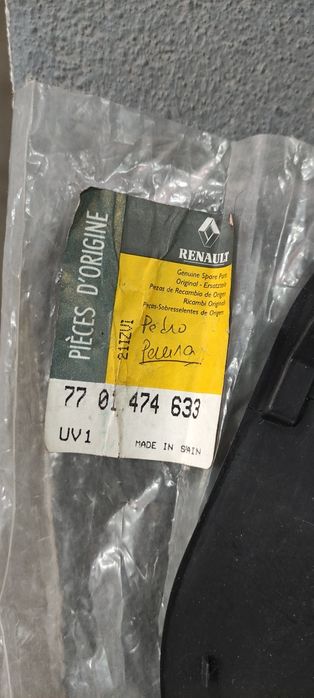 RENAULT
PIÈCES D'ORIGINE
Genuine Spare Parts
Original - Ersatzteile
Pezas de Recambio de Origen
Ricambi Originali
Peças-Sobresselentes de Origem
211ZV1
Pedro
77 01 474 633
UV1
MADE IN SPAIN